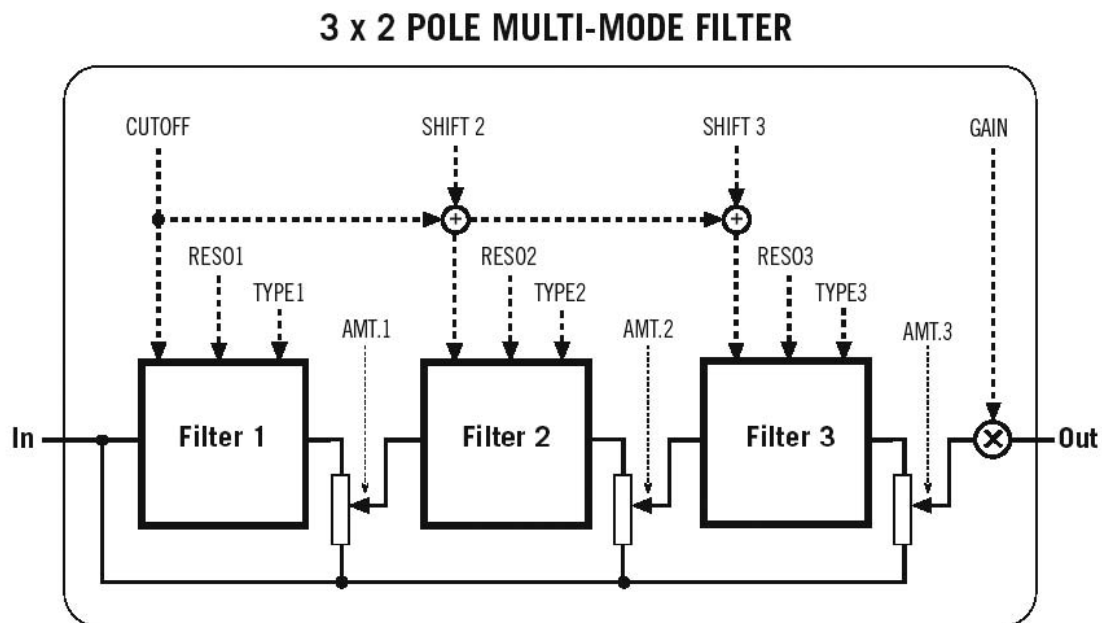 3 x 2 POLE MULTI-MODE FILTER
CUTOFF
SHIFT 2
SHIFT 3
GAIN
+
+
RESO1
RESO2
RESO3
TYPE1
TYPE2
TYPE3
AMT.1
AMT.2
AMT.3
In
Filter 1
Filter 2
Filter 3
X
Out